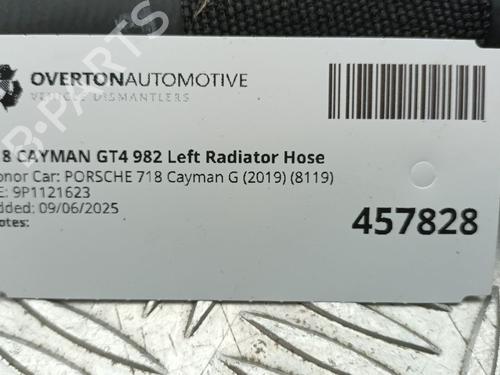 OVERTONAUTOMOTIVE
VEHICLE DISMANTLERS
8 CAYMAN GT4 982 Left Radiator Hose
onor Car: PORSCHE 718 Cayman G (2019) (8119)
E: 9P1121623
dded: 09/06/2025
otes:
457828